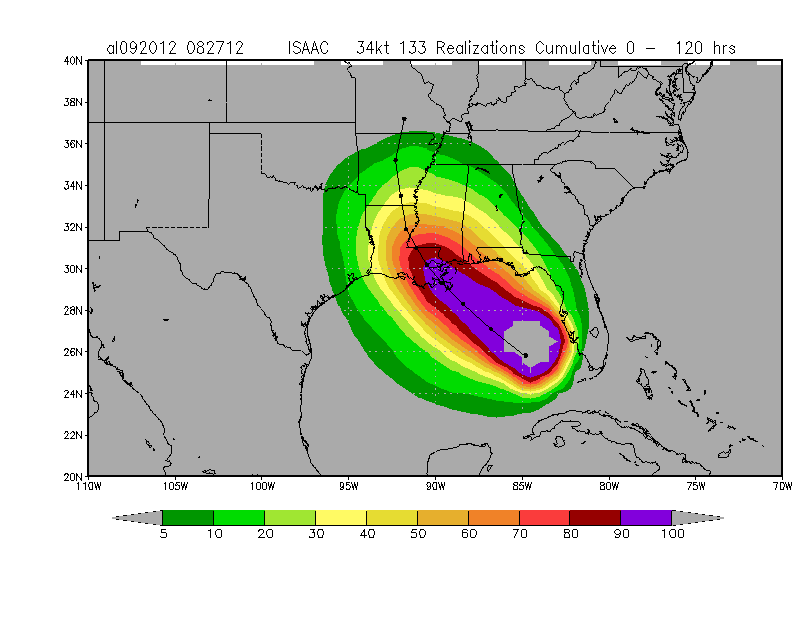 al092012 082712 ISAAC 34kt 133 Realizations Cumulative 0 - 120 hrs
40N
38N
36N
34N
32N
30N
28N
26N
24N
22N
20N
110W 105W 100W 95W 90W 85W 80W 75W 70W
5 10 20 30 40 50 60 70 80 90 100